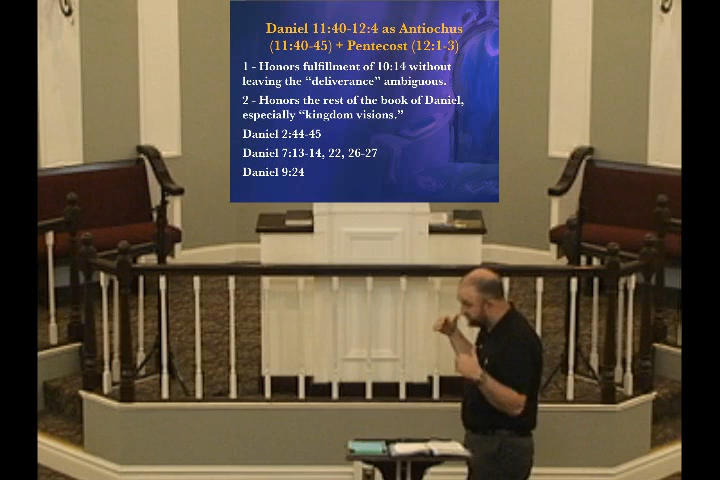 Daniel 11:40-12:4 as Antiochus
(11:40-45) + Pentecost (12:1-3)
1 - Honors fulfillment of 10:14 without
leaving the “deliverance” ambiguous.
2 - Honors the rest of the book of Daniel,
especially “kingdom visions.”
Daniel 2:44-45
Daniel 7:13-14, 22, 26-27
Daniel 9:24